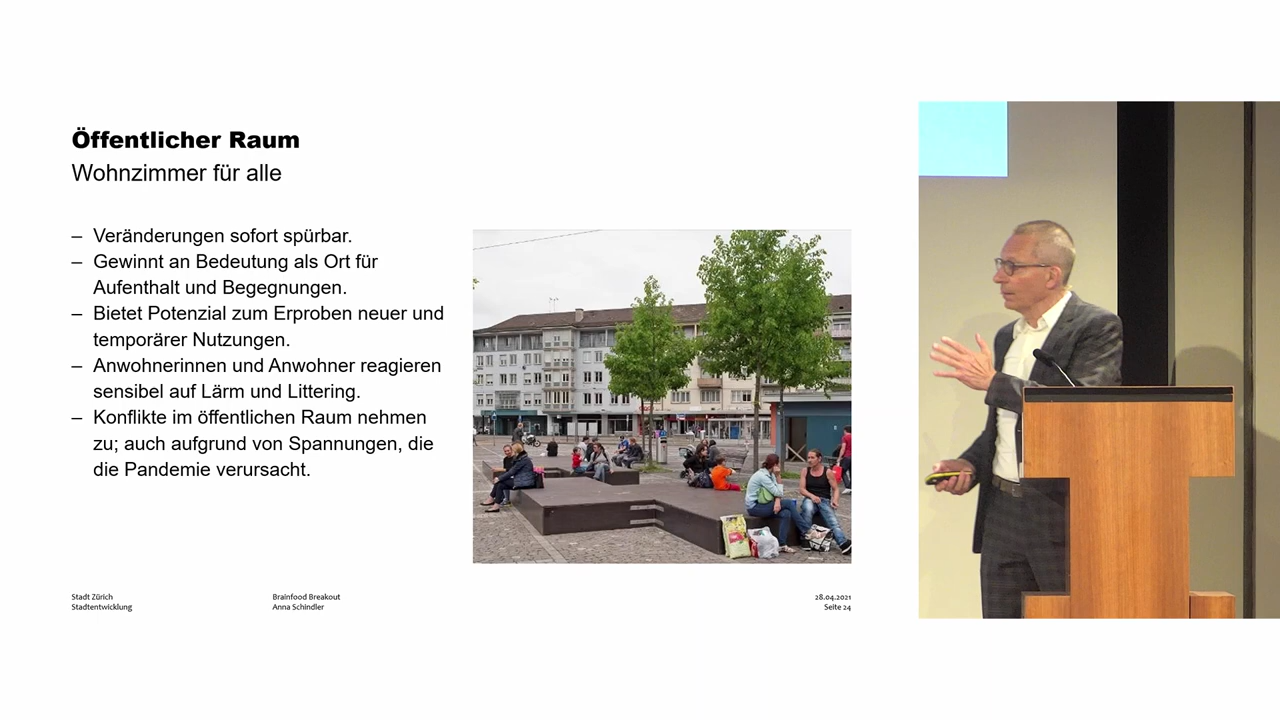 Öffentlicher Raum
Wohnzimmer für alle
– Veränderungen sofort spürbar.
– Gewinnt an Bedeutung als Ort für
Aufenthalt und Begegnungen.
– Bietet Potenzial zum Erproben neuer und
temporärer Nutzungen.
– Anwohnerinnen und Anwohner reagieren
sensibel auf Lärm und Littering.
– Konflikte im öffentlichen Raum nehmen
zu; auch aufgrund von Spannungen, die
die Pandemie verursacht.
Stadt Zürich
Stadtentwicklung
Brainfood Breakout
Anna Schindler
28.04.2021
Seite 24